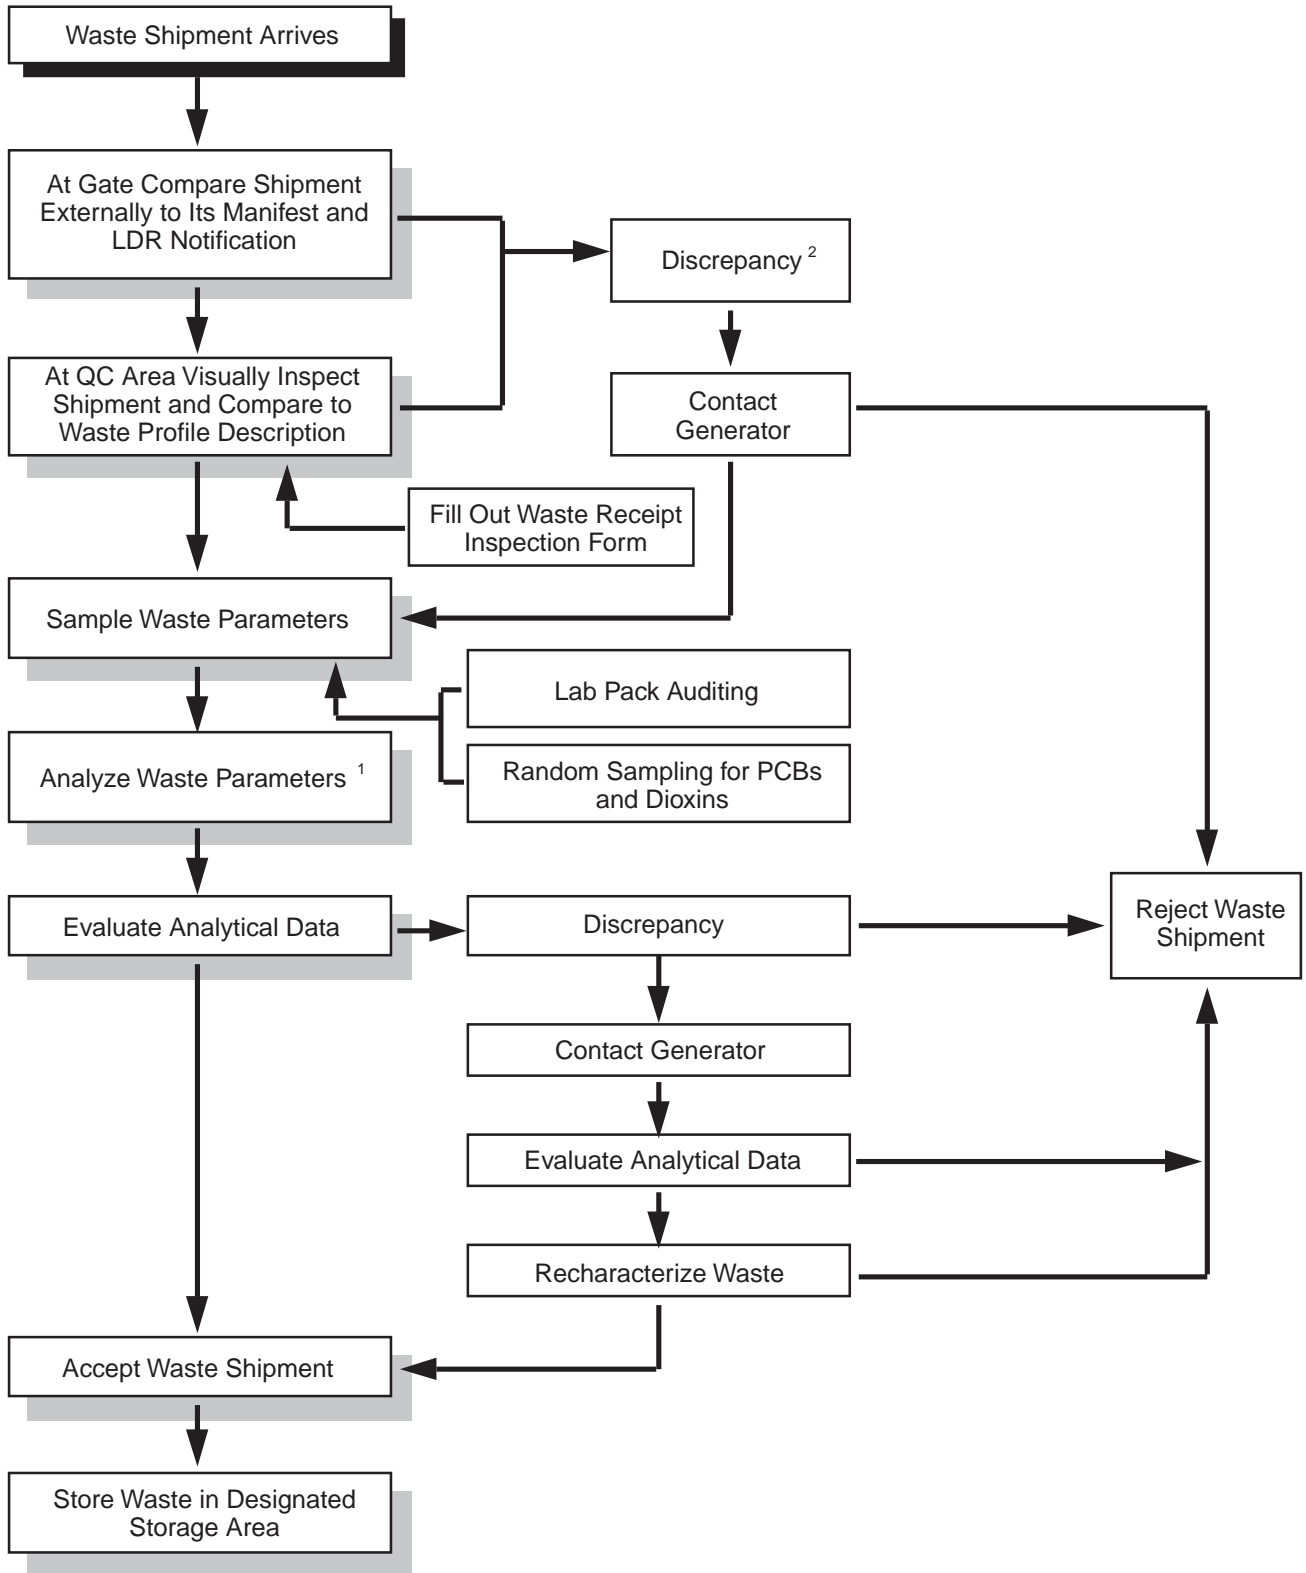 Waste Shipment Arrives
At Gate Compare Shipment
Externally to Its Manifest and
LDR Notification
Discrepancy 2
At QC Area Visually Inspect
Shipment and Compare to
Waste Profile Description
Contact
Generator
Fill Out Waste Receipt
Inspection Form
Sample Waste Parameters
Lab Pack Auditing
Analyze Waste Parameters 1
Random Sampling for PCBs
and Dioxins
Evaluate Analytical Data
Discrepancy
Reject Waste
Shipment
Contact Generator
Evaluate Analytical Data
Recharacterize Waste
Accept Waste Shipment
Store Waste in Designated
Storage Area